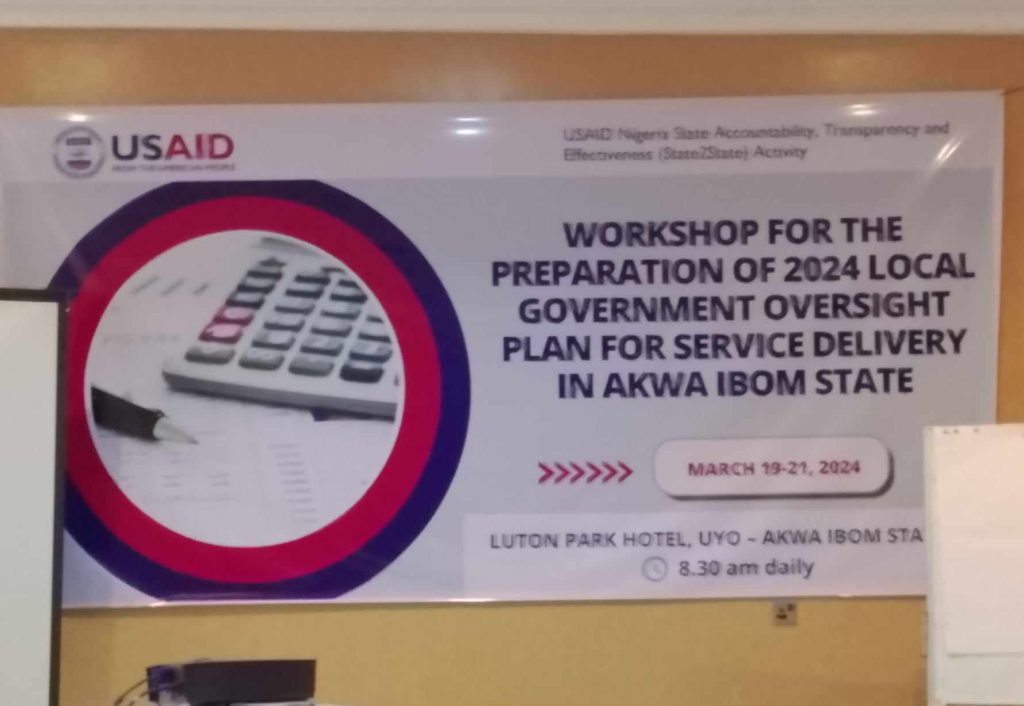 USAID
FROM THE AMERICAN PEOPLE
USAID Nigeria State Accountability, Transparency and
Effectiveness (State2State) Activity
WORKSHOP FOR THE
PREPARATION OF 2024 LOCAL
GOVERNMENT OVERSIGHT
PLAN FOR SERVICE DELIVERY
IN AKWA IBOM STATE
MARCH 19-21, 2024
LUTON PARK HOTEL, UYO – AKWA IBOM STA
8.30 am daily